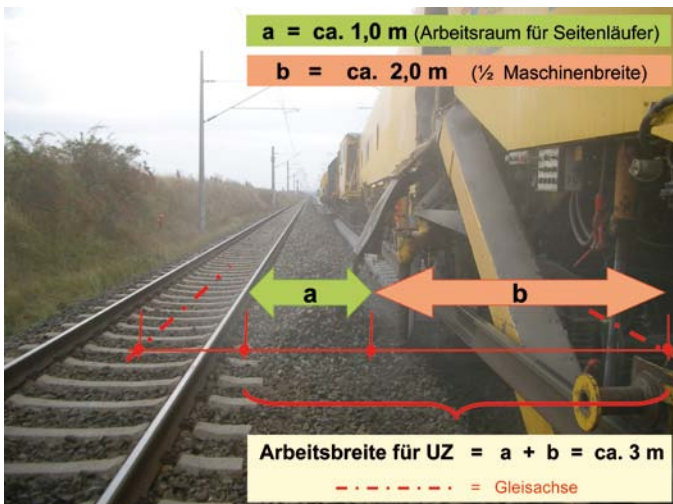 a = ca. 1,0 m (Arbeitsraum für Seitenläufer)
b = ca. 2,0 m (½ Maschinenbreite)
a
b
Arbeitsbreite für UZ = a + b = ca. 3 m
= Gleisachse